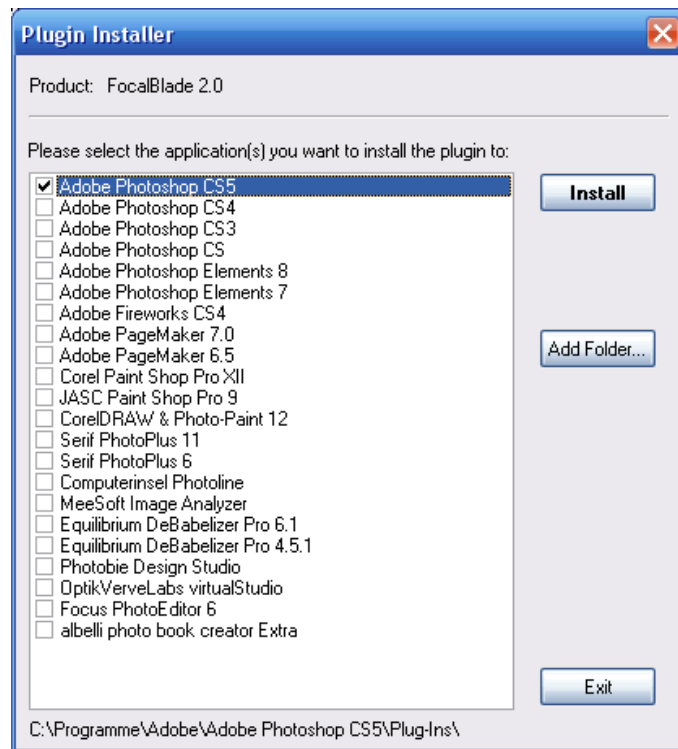 Plugin Installer
Product: FocalBlade 2.0
Please select the application(s) you want to install the plugin to:
Adobe Photoshop CS5
Adobe Photoshop CS4
Adobe Photoshop CS3
Adobe Photoshop CS
Adobe Photoshop Elements 8
Adobe Photoshop Elements 7
Adobe Fireworks CS4
Adobe PageMaker 7.0
Adobe PageMaker 6.5
Corel Paint Shop Pro XII
JASC Paint Shop Pro 9
CorelDRAW & Photo-Paint 12
Serif PhotoPlus 11
Serif PhotoPlus 6
Computerinsel Photoline
MeeSoft Image Analyzer
Equilibrium DeBabelizer Pro 6.1
Equilibrium DeBabelizer Pro 4.5.1
Photobie Design Studio
OptikVerveLabs virtualStudio
Focus PhotoEditor 6
albelli photo book creator Extra
Install
Add Folder...
Exit
C:\Programme\Adobe\Adobe Photoshop CS5\Plug-Ins\